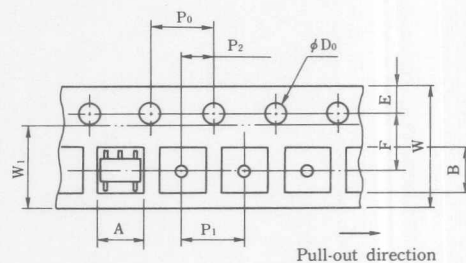 P₀
P₂
φD₀
E
F
W
B
W₁
A
P₁
Pull-out direction